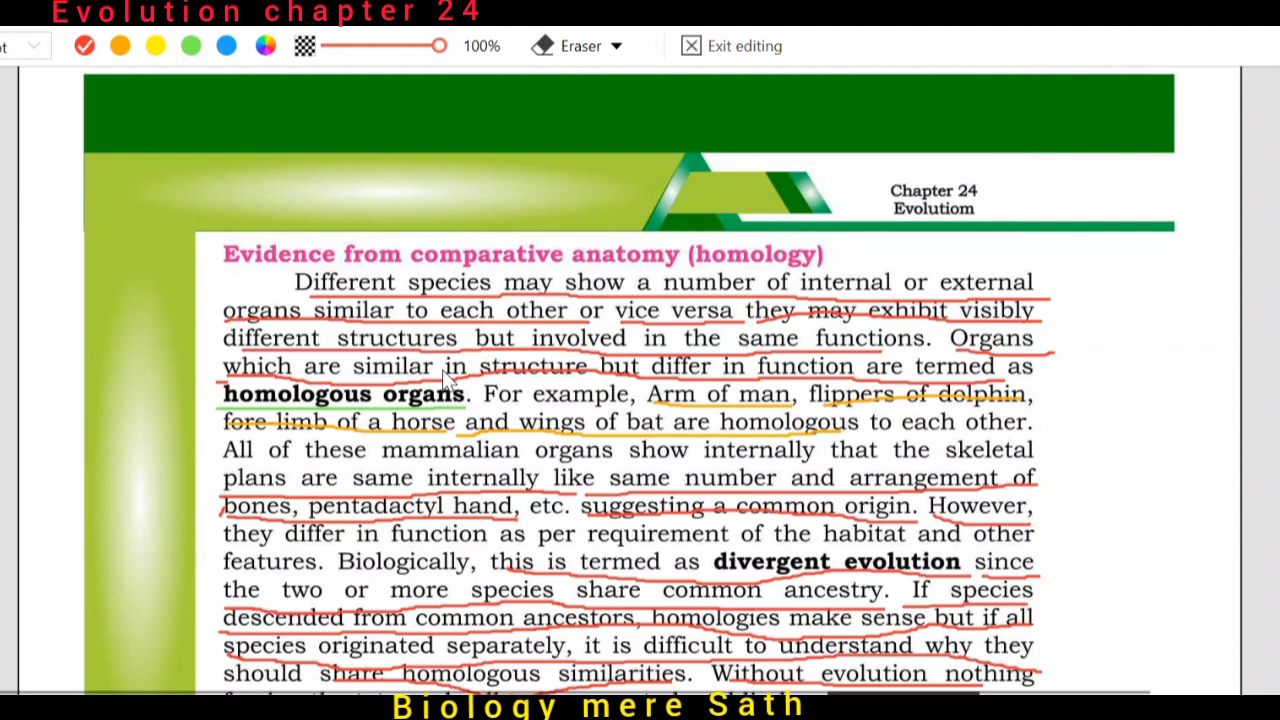 Evolution chapter 24
100%
Eraser
Exit editing
Chapter 24
Evolutiom
Evidence from comparative anatomy (homology)
Different species may show a number of internal or external
organs similar to each other or vice versa they may exhibit visibly
different structures but involved in the same functions. Organs
which are similar in structure but differ in function are termed as
homologous organs. For example, Arm of man, flippers of dolphin,
fore limb of a horse and wings of bat are homologous to each other.
All of these mammalian organs show internally that the skeletal
plans are same internally like same number and arrangement of
bones, pentadactyl hand, etc. suggesting a common origin. However,
they differ in function as per requirement of the habitat and other
features. Biologically, this is termed as divergent evolution since
the two or more species share common ancestry. If species
descended from common ancestors, homologies make sense but if all
species originated separately, it is difficult to understand why they
should share homologous similarities. Without evolution nothing
Biology mere Sath